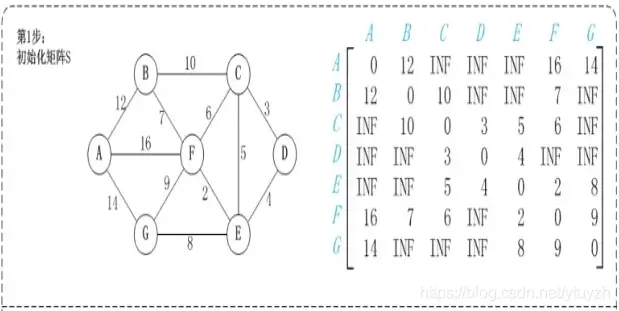 第1步:
初始化矩阵S
10
B C
12 7 6 3
16
A F 5 D
14 9 2 4
G E
8
A B C D E F G
A 0 12 INF INF INF 16 14
B 12 0 10 INF INF 7 INF
C INF 10 0 3 5 6 INF
D INF INF 3 0 4 INF INF
E INF INF 5 4 0 2 8
F 16 7 6 INF 2 0 9
G 14 INF INF INF 8 9 0
https://blog.csdn.net/ytuyzh